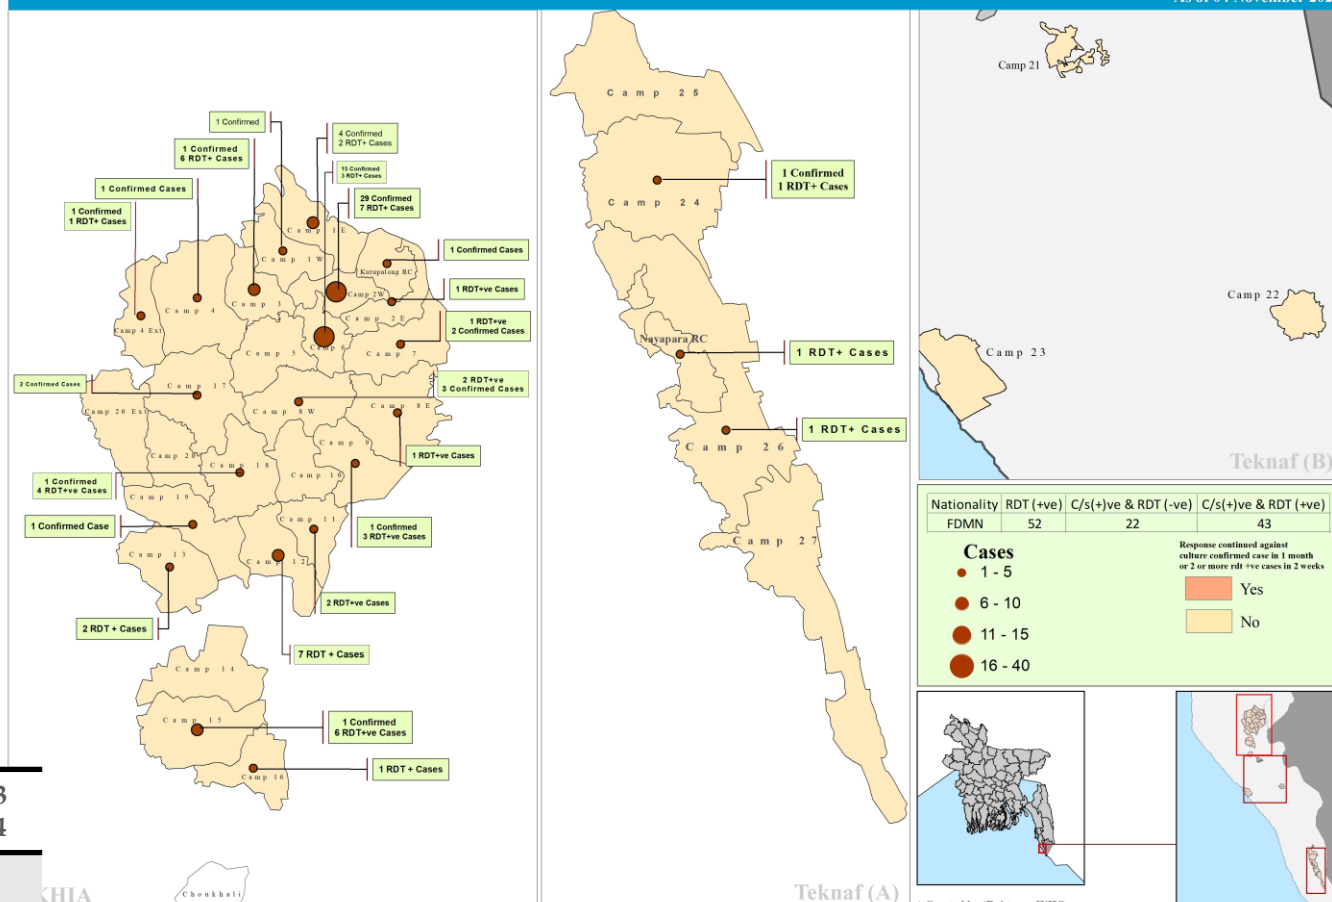 1 Confirmed
4 Confirmed
2 RDT+ Cases
1 Confirmed
6 RDT+ Cases
15 Confirmed
3 RDT+ Cases
1 Confirmed Cases
29 Confirmed
7 RDT+ Cases
1 Confirmed
1 RDT+ Cases
1 Confirmed Cases
1 RDT+ve Cases
1 RDT+ve
2 Confirmed Cases
2 Confirmed Cases
2 RDT+ve
3 Confirmed Cases
1 RDT+ve Cases
1 Confirmed
4 RDT+ve Cases
1 Confirmed Case
1 Confirmed
3 RDT+ve Cases
2 RDT+ve Cases
2 RDT + Cases
7 RDT + Cases
1 Confirmed
6 RDT+ve Cases
1 RDT + Cases
Camp 1E
Camp 1W
Kutupalong RC
Camp 2W
Camp 2E
Camp 3
Camp 4
Camp 4 Ext
Camp 5
Camp 6
Camp 7
Camp 17
Camp 20 Ext
Camp 8W
Camp 8E
Camp 9
Camp 20
Camp 18
Camp 10
Camp 19
Camp 11
Camp 13
Camp 12
Camp 14
Camp 15
Camp 16
Choukhali
KHIA
3
4
Camp 25
Camp 24
1 Confirmed
1 RDT+ Cases
Nayapara RC
1 RDT+ Cases
1 RDT+ Cases
Camp 26
Camp 27
Teknaf (A)
Camp 21
Camp 22
Camp 23
Teknaf (B)
Nationality RDT (+ve) C/s(+)ve & RDT (-ve) C/s(+)ve & RDT (+ve)
FDMN 52 22 43
Cases
1 - 5
6 - 10
11 - 15
16 - 40
Response continued against
culture confirmed case in 1 month
or 2 or more rdt +ve cases in 2 weeks
Yes
No